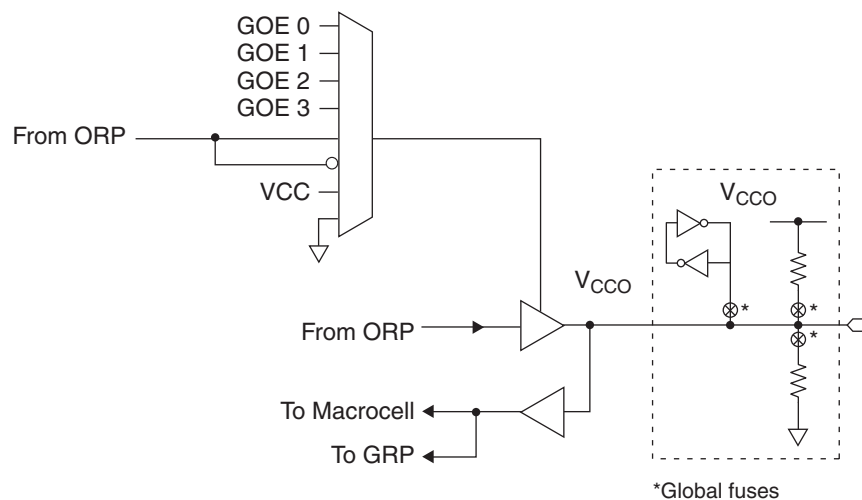 GOE 0
GOE 1
GOE 2
GOE 3
From ORP
VCC
VCCO
*
*
*
VCCO
From ORP
To Macrocell
To GRP
*Global fuses